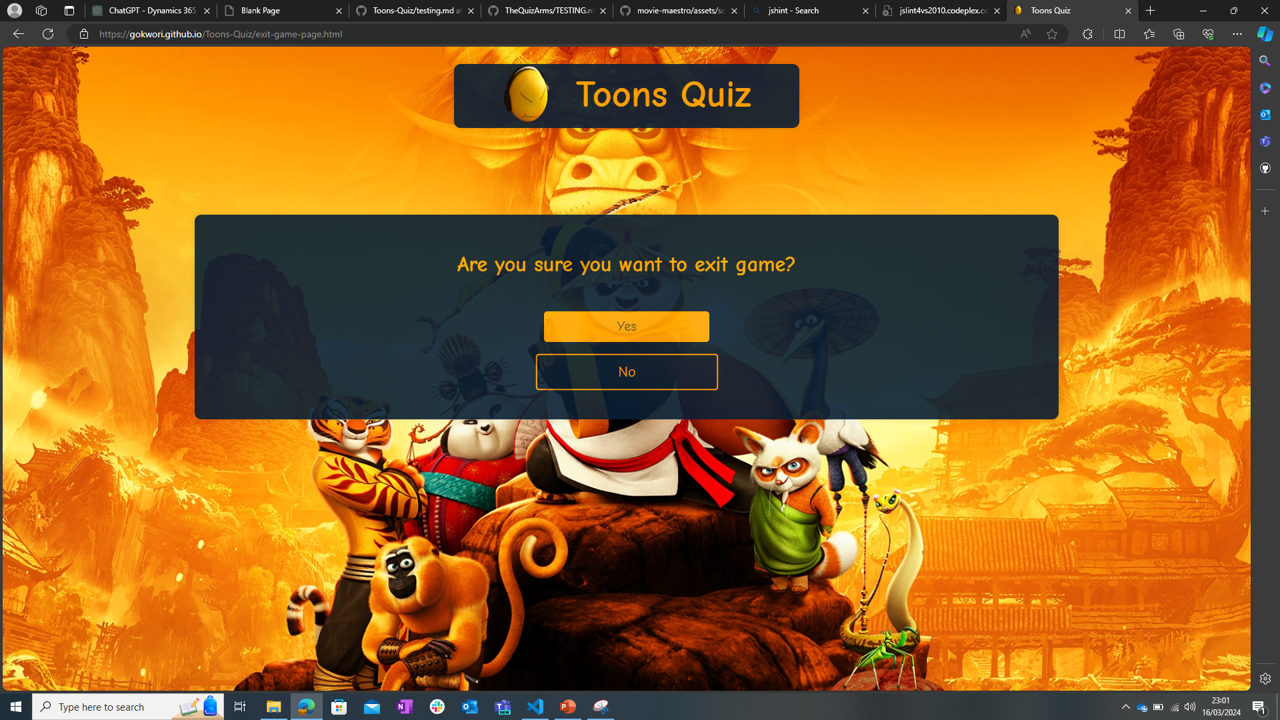 ChatGPT - Dynamics 365
Blank Page
Toons-Quiz/testing.md at
TheQuizArms/TESTING.m
movie-maestro/assets/sc
jshint - Search
jslint4vs2010.codeplex.co
Toons Quiz
https://gokwori.github.io/Toons-Quiz/exit-game-page.html
Toons Quiz
Are you sure you want to exit game?
Yes
No
Type here to search
23:01
16/03/2024